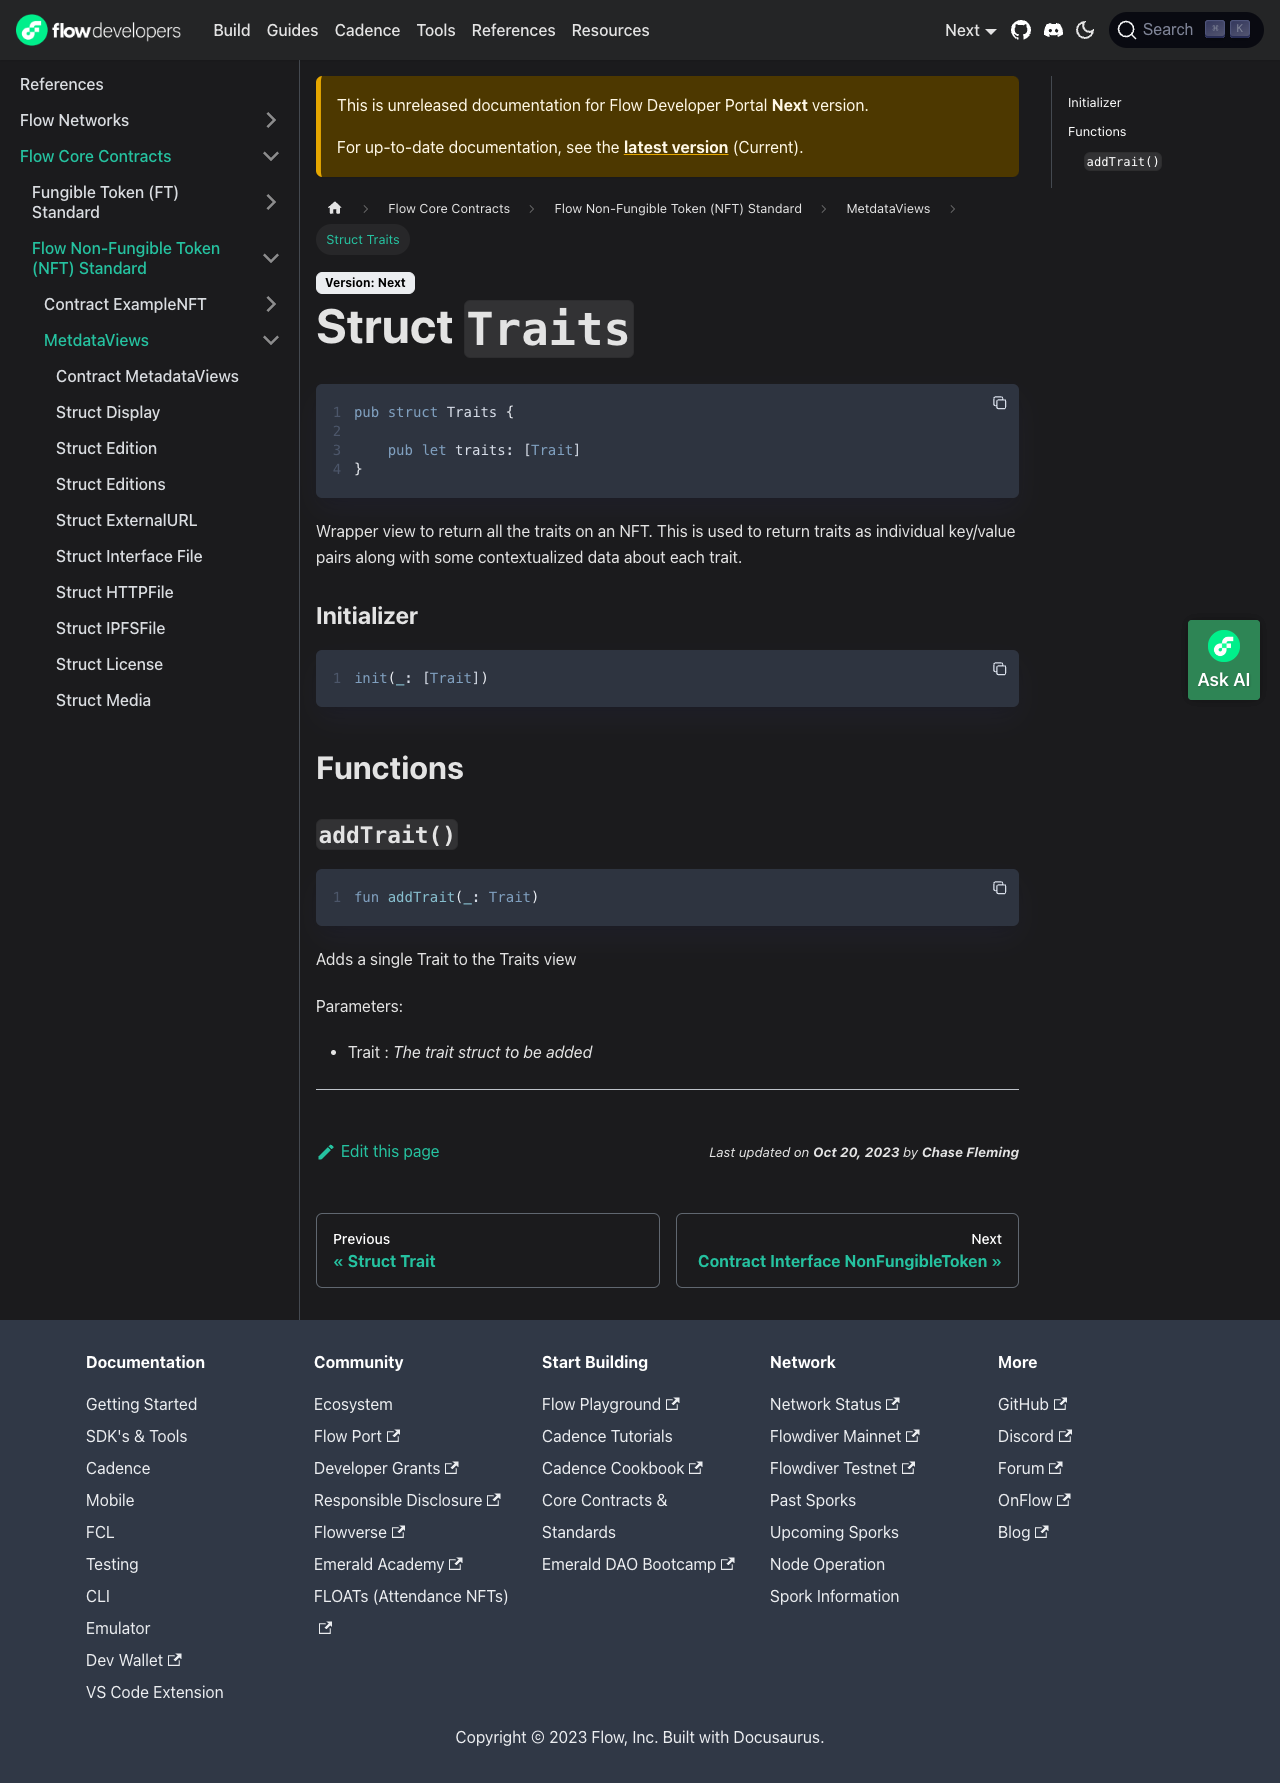 flowdevelopers
Build Guides Cadence Tools References Resources
Next
Search ⌘ K
References
Flow Networks
Flow Core Contracts
Fungible Token (FT)
Standard
Flow Non-Fungible Token
(NFT) Standard
Contract ExampleNFT
MetdataViews
Contract MetadataViews
Struct Display
Struct Edition
Struct Editions
Struct ExternalURL
Struct Interface File
Struct HTTPFile
Struct IPFSFile
Struct License
Struct Media
This is unreleased documentation for Flow Developer Portal Next version.
For up-to-date documentation, see the latest version (Current).
Flow Core Contracts
Flow Non-Fungible Token (NFT) Standard
MetdataViews
Struct Traits
Version: Next
Struct Traits
1 pub struct Traits {
2
3     pub let traits: [Trait]
4 }
Wrapper view to return all the traits on an NFT. This is used to return traits as individual key/value
pairs along with some contextualized data about each trait.
Initializer
1 init(_: [Trait])
Functions
addTrait()
1 fun addTrait(_: Trait)
Adds a single Trait to the Traits view
Parameters:
• Trait : The trait struct to be added
Edit this page
Last updated on Oct 20, 2023 by Chase Fleming
Previous
« Struct Trait
Next
Contract Interface NonFungibleToken »
Initializer
Functions
addTrait()
Ask AI
Documentation
Getting Started
SDK's & Tools
Cadence
Mobile
FCL
Testing
CLI
Emulator
Dev Wallet
VS Code Extension
Community
Ecosystem
Flow Port
Developer Grants
Responsible Disclosure
Flowverse
Emerald Academy
FLOATs (Attendance NFTs)
Start Building
Flow Playground
Cadence Tutorials
Cadence Cookbook
Core Contracts &
Standards
Emerald DAO Bootcamp
Network
Network Status
Flowdiver Mainnet
Flowdiver Testnet
Past Sporks
Upcoming Sporks
Node Operation
Spork Information
More
GitHub
Discord
Forum
OnFlow
Blog
Copyright © 2023 Flow, Inc. Built with Docusaurus.